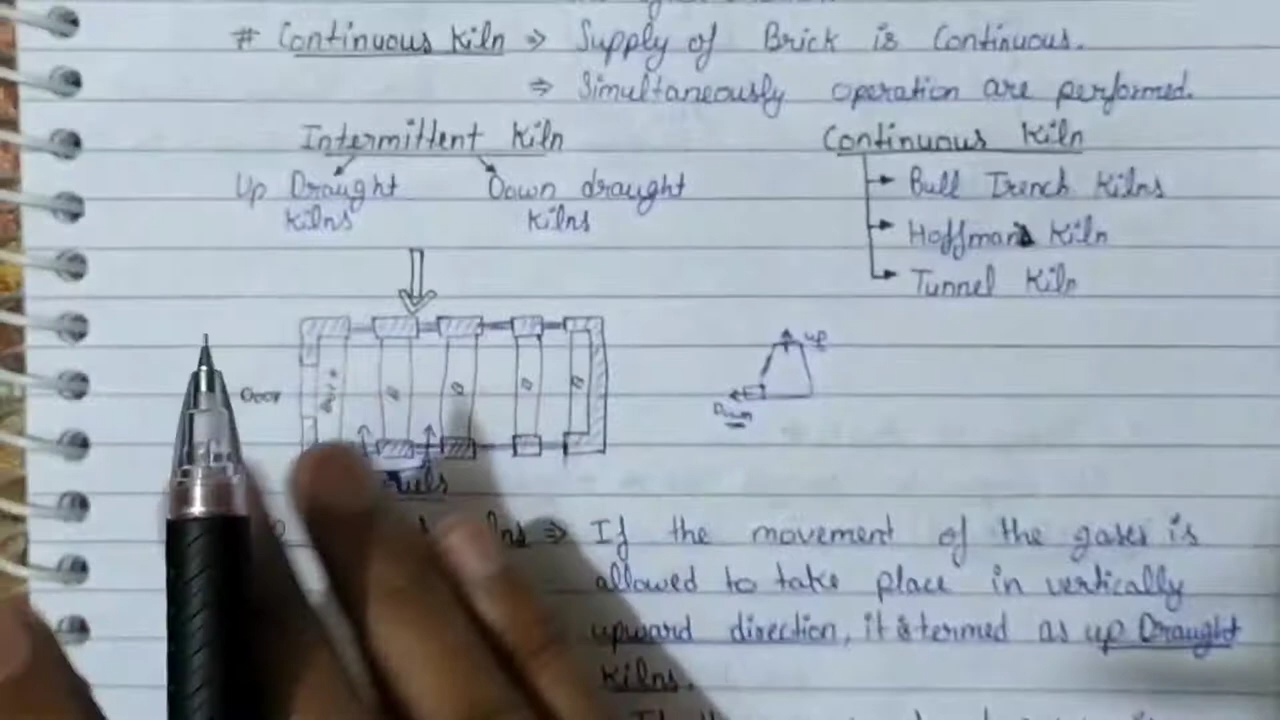 # Continuous Kiln ⇒ Supply of Brick is Continuous.
⇒ Simultaneously operation are performed.
Intermittent Kiln
Up Draught Kilns
Down draught Kilns
Continuous Kiln
Bull Trench Kilns
Hoffman Kiln
Tunnel Kiln
Door
up
Down
⇒ If the movement of the gases is
allowed to take place in vertically
upward direction, it is termed as up Draught
Kilns.